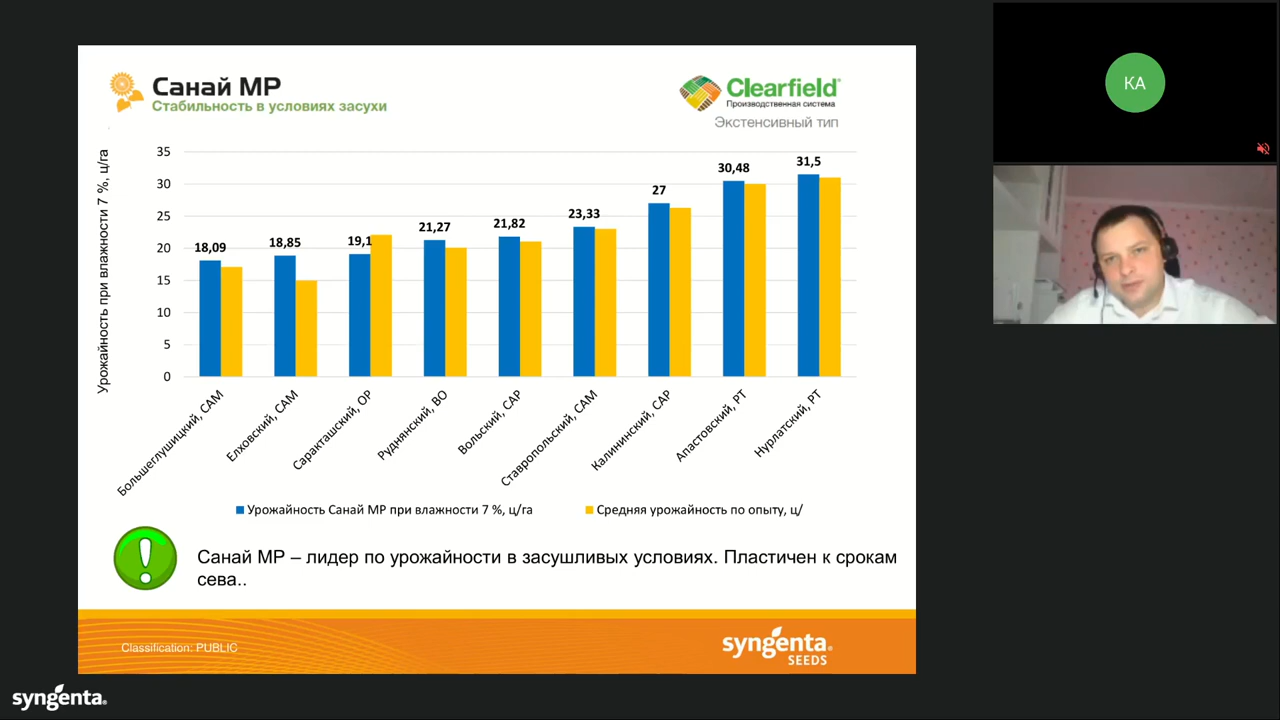 Санай МР
Стабильность в условиях засухи
Clearfield®
Производственная система
Экстенсивный тип
Урожайность при влажности 7 %, ц/га
35
30
25
20
15
10
5
0
18,09
18,85
19,1
21,27
21,82
23,33
27
30,48
31,5
Большеглушицкий, САМ
Елховский, САМ
Саракташский, ОР
Руднянский, ВО
Вольский, САР
Ставропольский, САМ
Калининский, САР
Апастовский, РТ
Нурлатский, РТ
Урожайность Санай МР при влажности 7 %, ц/га
Средняя урожайность по опыту, ц/
Санай МР – лидер по урожайности в засушливых условиях. Пластичен к срокам
сева..
Classification: PUBLIC
syngenta®
SEEDS
syngenta®
КА